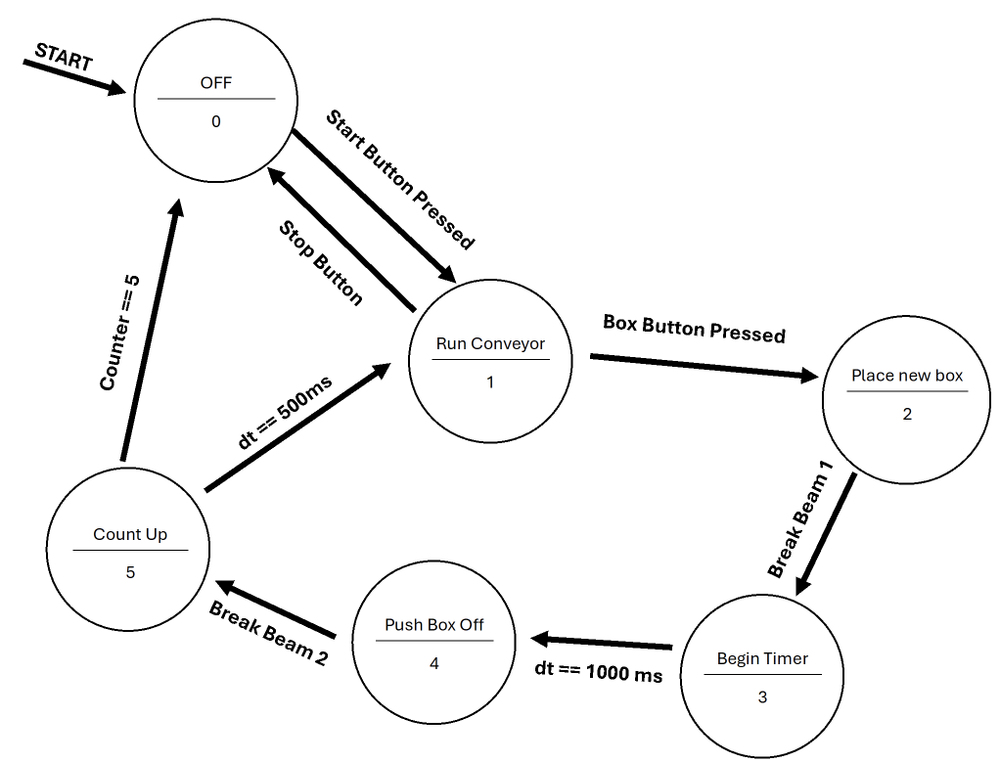 START
OFF
0
Start Button Pressed
Stop Button
Counter == 5
Run Conveyor
1
Box Button Pressed
Place new box
2
dt == 500ms
Break Beam 1
Count Up
5
Break Beam 2
Push Box Off
4
dt == 1000 ms
Begin Timer
3